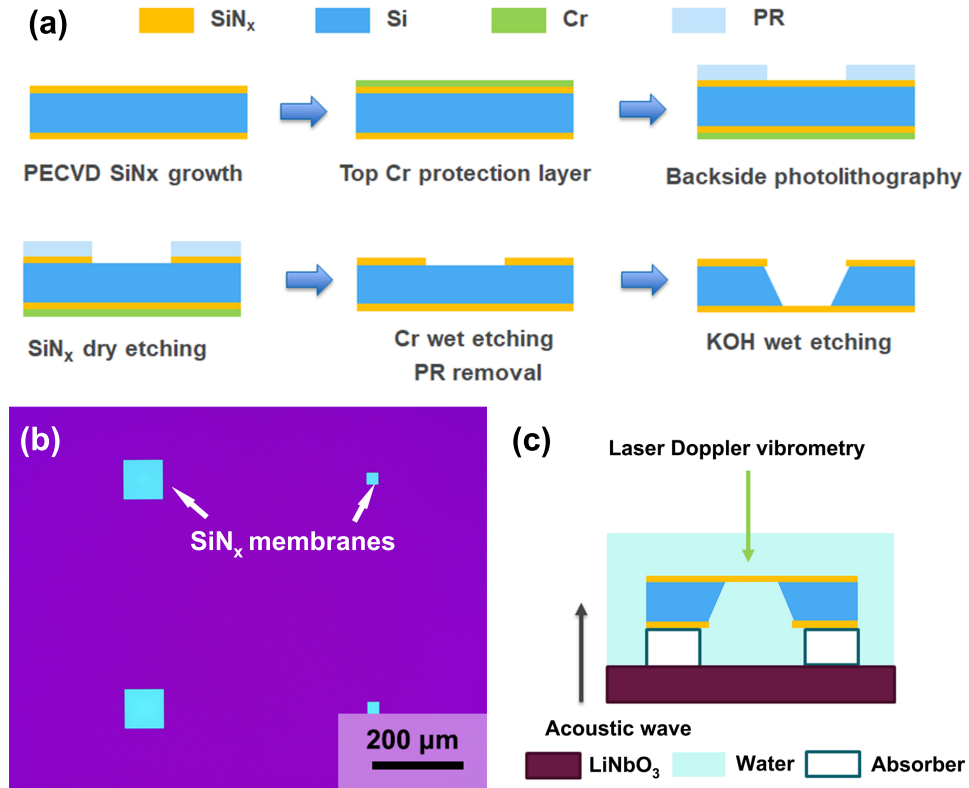 (a)
SiNx
Si
Cr
PR
PECVD SiNx growth
Top Cr protection layer
Backside photolithography
SiNx dry etching
Cr wet etching
PR removal
KOH wet etching
(b)
SiNx membranes
200 μm
(c)
Laser Doppler vibrometry
Acoustic wave
LiNbO3
Water
Absorber